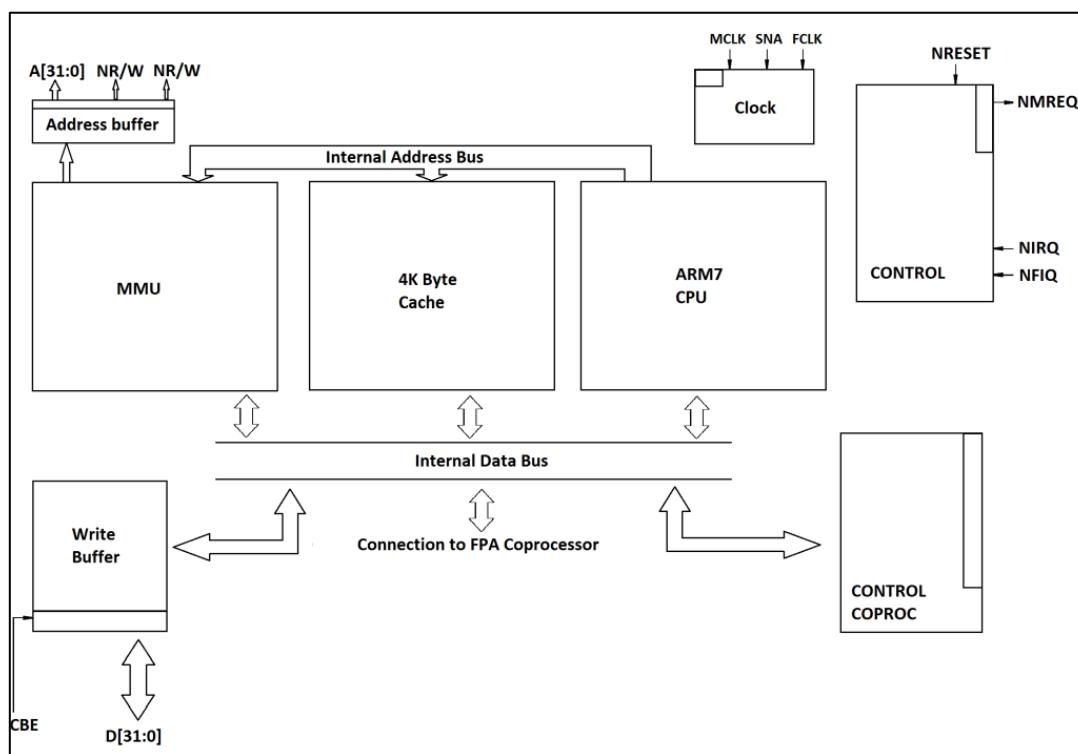 MCLK SNA FCLK
NRESET
A[31:0] NR/W NR/W
NMREQ
Clock
Address buffer
Internal Address Bus
NIRQ
CONTROL
NFIQ
MMU
4K Byte
Cache
ARM7
CPU
Internal Data Bus
Write
Buffer
Connection to FPA Coprocessor
CONTROL
COPROC
CBE
D[31:0]